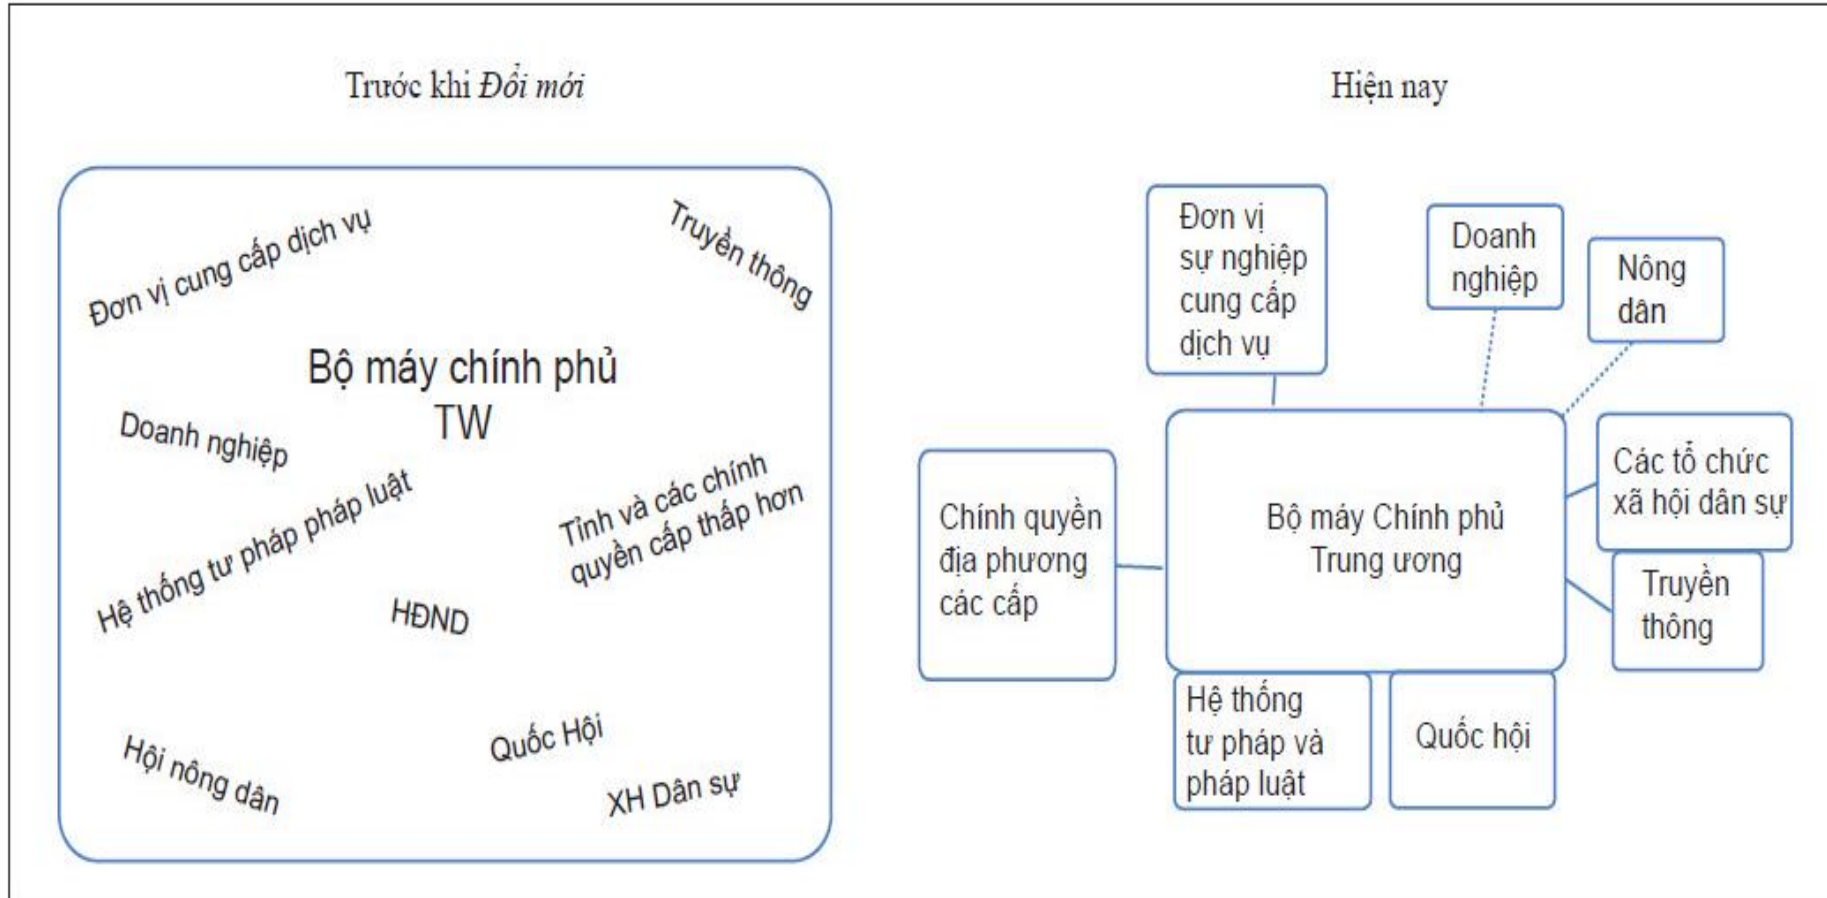 Trước khi Đổi mới
Đơn vị cung cấp dịch vụ
Truyền thông
Bộ máy chính phủ
TW
Doanh nghiệp
Hệ thống tư pháp pháp luật
Tỉnh và các chính
quyền cấp thấp hơn
HĐND
Hội nông dân
Quốc Hội
XH Dân sự
Hiện nay
Đơn vị
sự nghiệp
cung cấp
dịch vụ
Doanh
nghiệp
Nông
dân
Chính quyền
địa phương
các cấp
Bộ máy Chính phủ
Trung ương
Các tổ chức
xã hội dân sự
Truyền
thông
Hệ thống
tư pháp và
pháp luật
Quốc hội